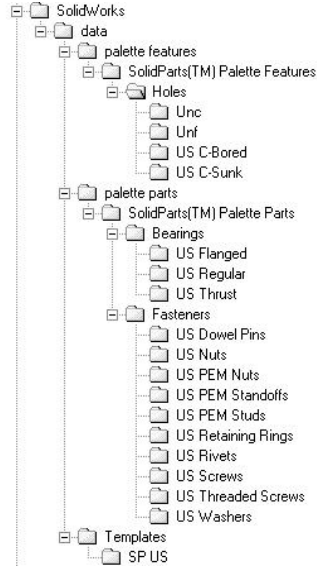 SolidWorks
data
palette features
SolidParts(TM) Palette Features
Holes
Unc
Unf
US C-Bored
US C-Sunk
palette parts
SolidParts(TM) Palette Parts
Bearings
US Flanged
US Regular
US Thrust
Fasteners
US Dowel Pins
US Nuts
US PEM Nuts
US PEM Standoffs
US PEM Studs
US Retaining Rings
US Rivets
US Screws
US Threaded Screws
US Washers
Templates
SP US